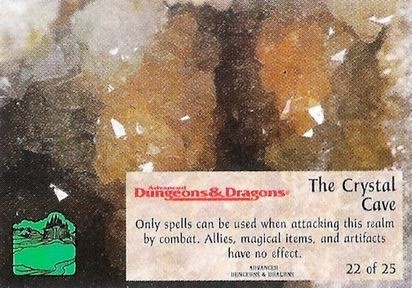 The Crystal
Cave
Advanced
Dungeons & Dragons
Only spells can be used when attacking this realm
by combat. Allies, magical items, and artifacts
have no effect.
ADVANCED
DUNGEONS & DRAGONS
22 of 25